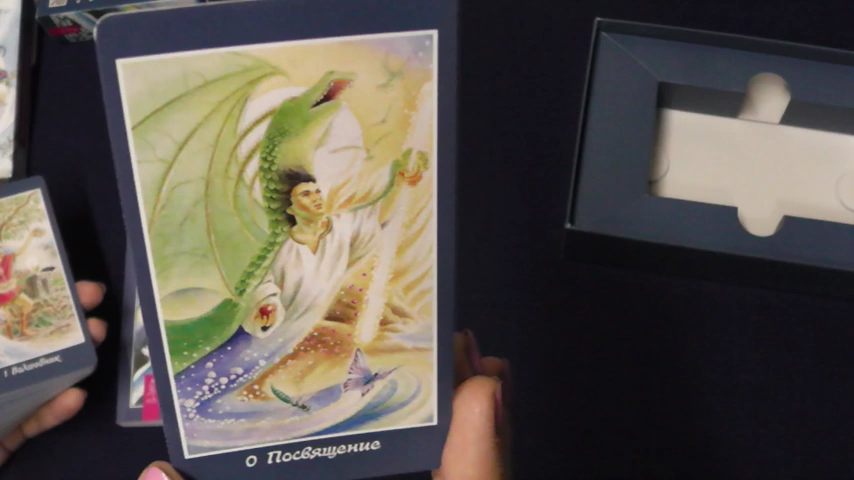 0 Посвящение
1 Волшебник